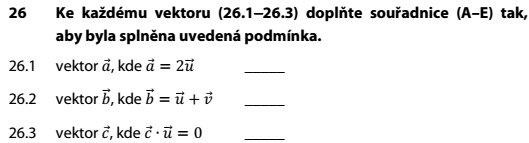 26 Ke každému vektoru (26.1–26.3) doplňte souřadnice (A–E) tak,
aby byla splněna uvedená podmínka.
26.1 vektor a⃗, kde a⃗ = 2u⃗ _____
26.2 vektor b⃗, kde b⃗ = u⃗ + v⃗ _____
26.3 vektor c⃗, kde c⃗ · u⃗ = 0 _____